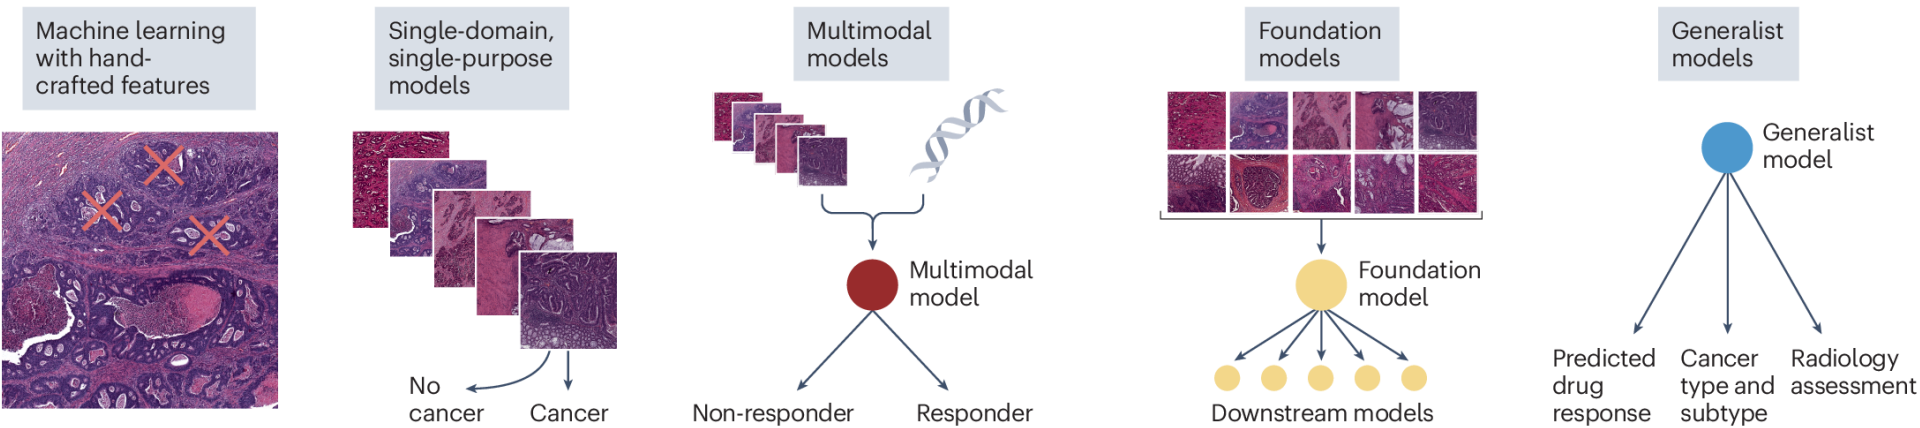 Machine learning
with hand-
crafted features
Single-domain,
single-purpose
models
No
cancer
Cancer
Multimodal
models
Multimodal
model
Non-responder
Responder
Foundation
models
Foundation
model
Downstream models
Generalist
models
Generalist
model
Predicted
drug
response
Cancer
type and
subtype
Radiology
assessment